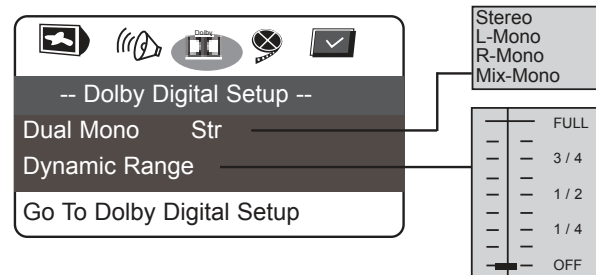 Dolby
-- Dolby Digital Setup --
Dual Mono Str
Dynamic Range
Go To Dolby Digital Setup
Stereo
L-Mono
R-Mono
Mix-Mono
FULL
3 / 4
1 / 2
1 / 4
OFF